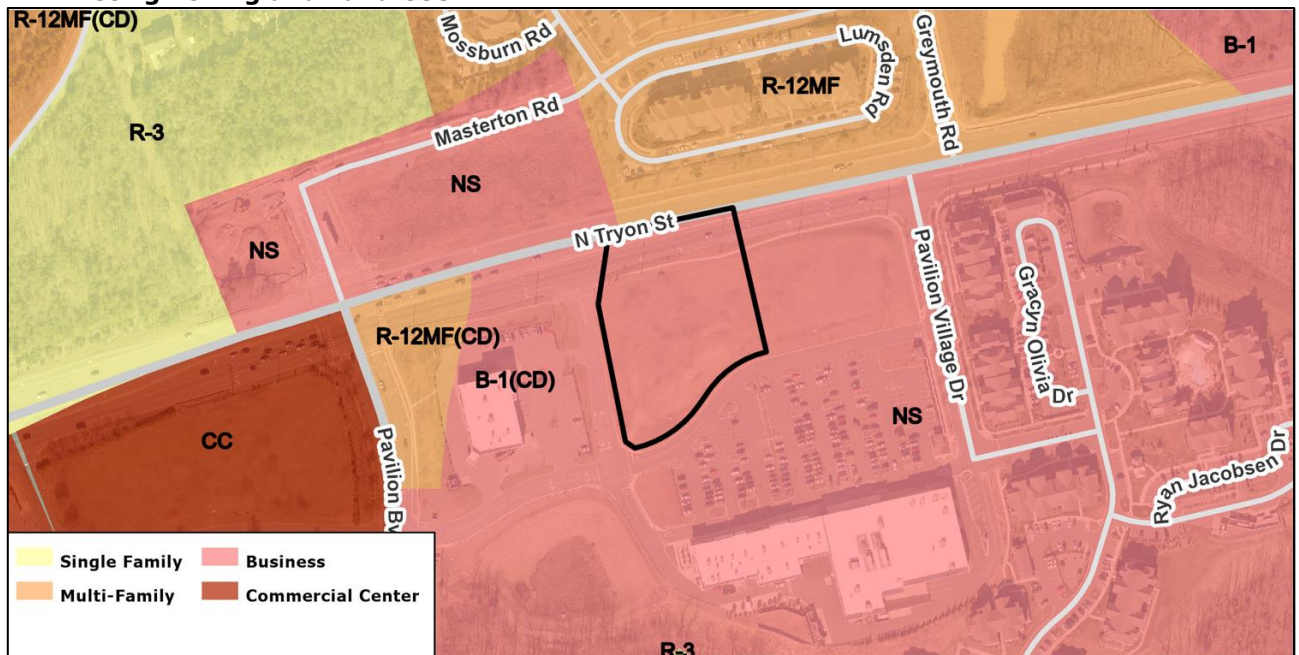 R-12MF(CD)
Mossburn Rd
Lumsden Rd
Greymouth Rd
B-1
R-12MF
Masterton Rd
R-3
NS
N Tryon St
NS
Pavilion Village Dr
Gracyn Olivia Dr
R-12MF(CD)
B-1(CD)
NS
CC
Pavilion Bv
Ryan Jacobsen Dr
Single Family
Business
Multi-Family
Commercial Center
R-3